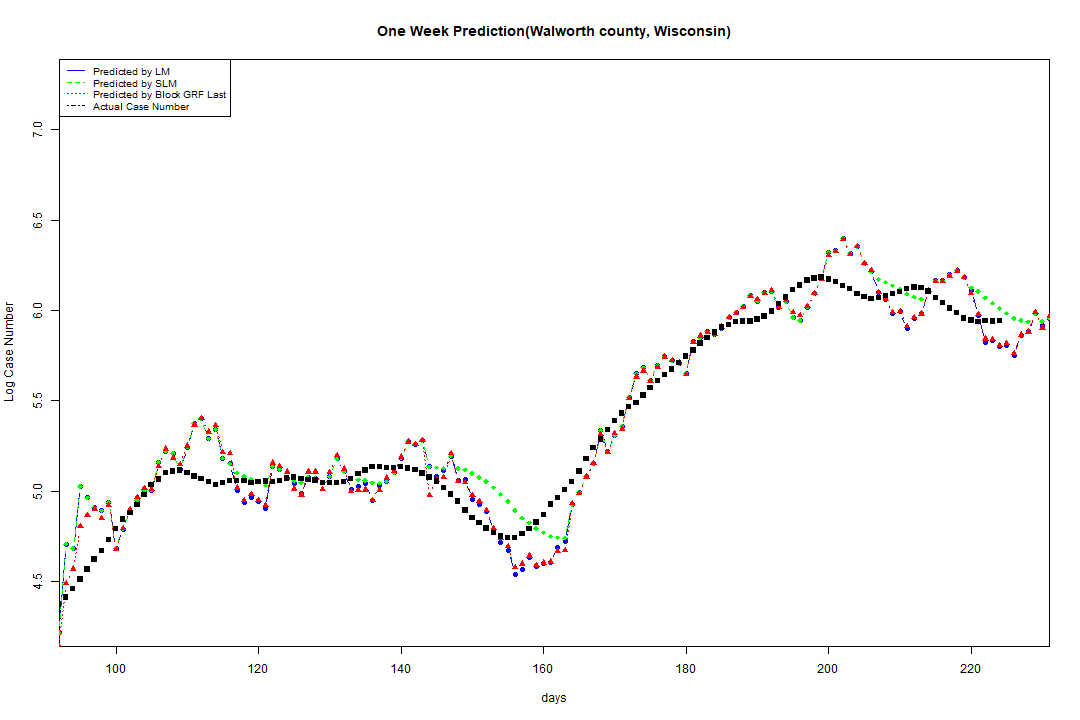 One Week Prediction(Walworth county, Wisconsin)
Predicted by LM
Predicted by SLM
Predicted by Block GRF Last
Actual Case Number
7.0
6.5
6.0
5.5
5.0
4.5
Log Case Number
100 120 140 160 180 200 220
days